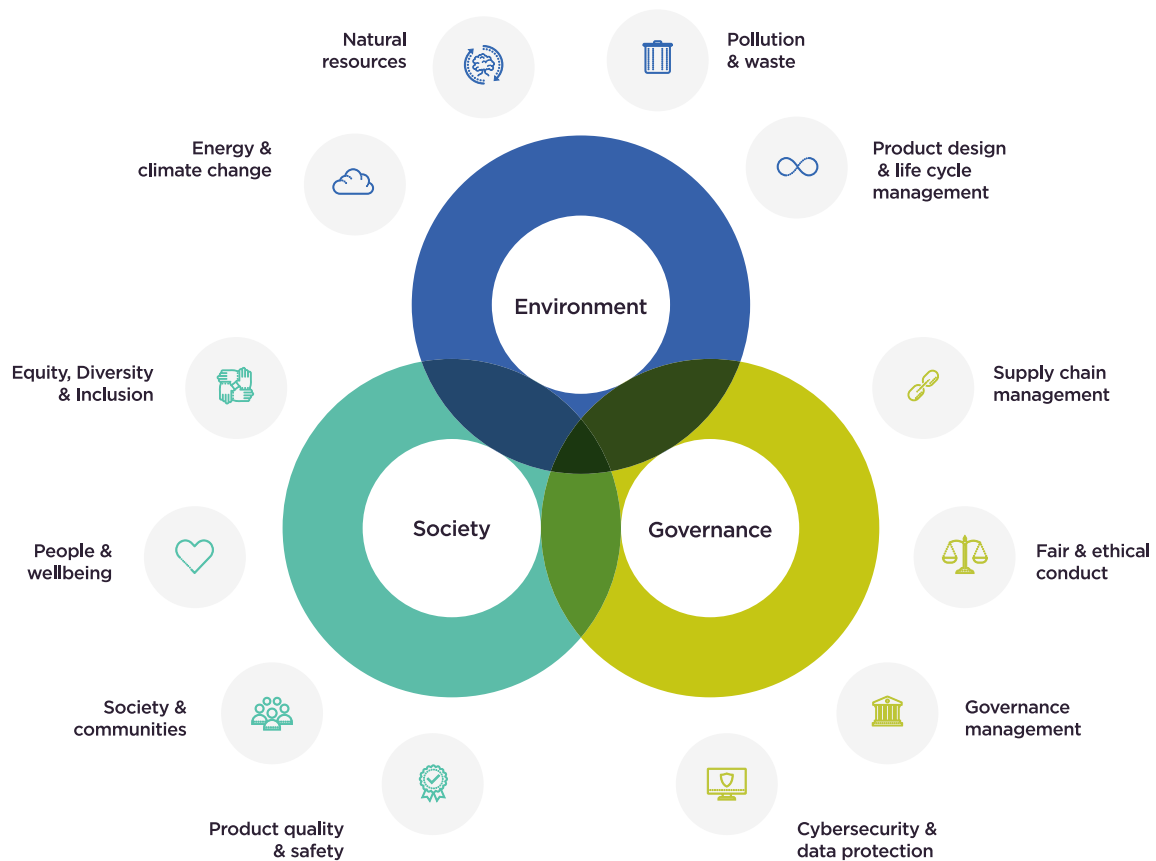 Natural
resources
Pollution
& waste
Energy &
climate change
Product design
& life cycle
management
Environment
Equity, Diversity
& Inclusion
Supply chain
management
Society
Governance
People &
wellbeing
Fair & ethical
conduct
Society &
communities
Governance
management
Product quality
& safety
Cybersecurity &
data protection